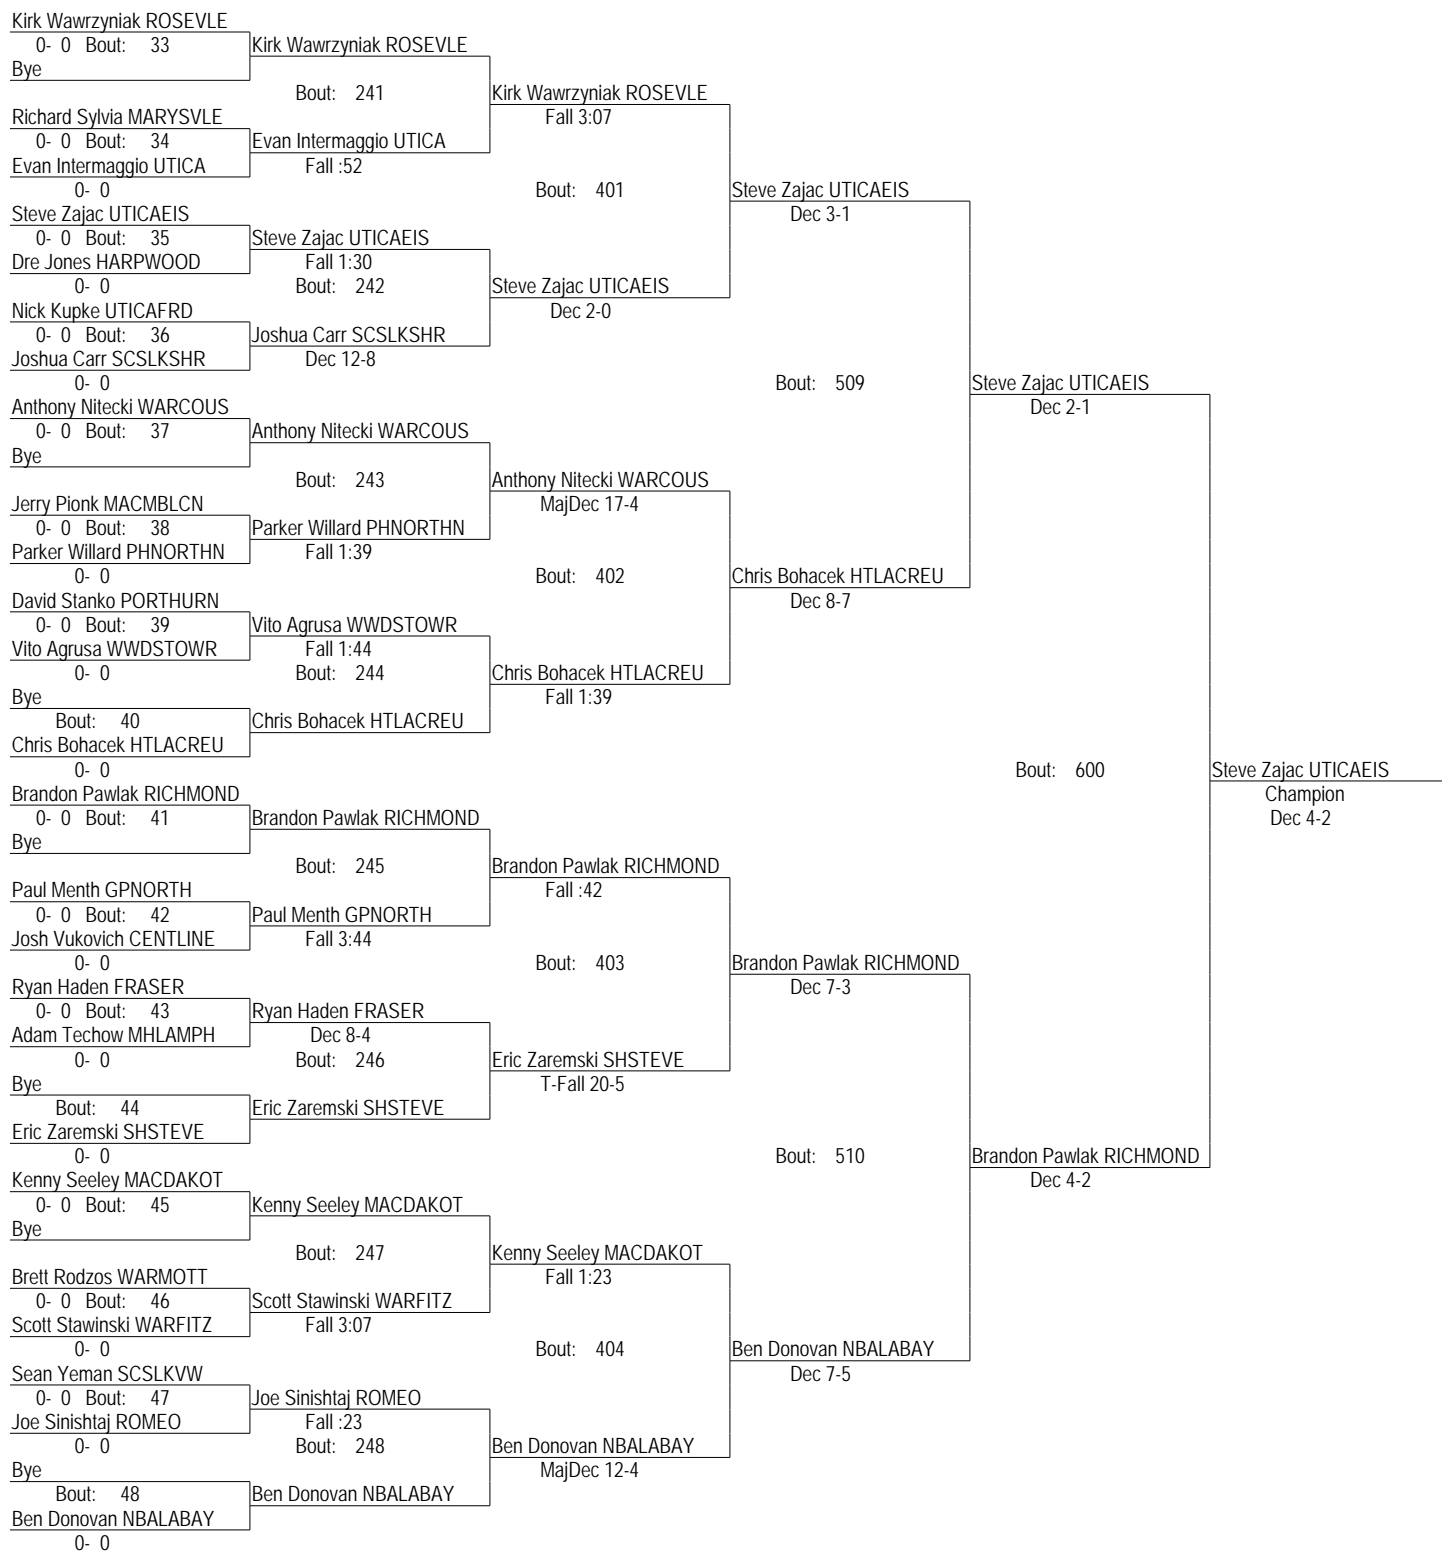 Kirk Wawrzyniak ROSEVLE
0- 0 Bout: 33 Kirk Wawrzyniak ROSEVLE
Bye
Bout: 241 Kirk Wawrzyniak ROSEVLE
Richard Sylvia MARYSVLE Fall 3:07
0- 0 Bout: 34 Evan Intermaggio UTICA
Evan Intermaggio UTICA Fall :52
0- 0 Bout: 401 Steve Zajac UTICAEIS
Steve Zajac UTICAEIS Dec 3-1
0- 0 Bout: 35 Steve Zajac UTICAEIS
Dre Jones HARPWOOD Fall 1:30
0- 0 Bout: 242 Steve Zajac UTICAEIS
Nick Kupke UTICAFRD Dec 2-0
0- 0 Bout: 36 Joshua Carr SCSLKSHR
Joshua Carr SCSLKSHR Dec 12-8
0- 0 Bout: 509 Steve Zajac UTICAEIS
Anthony Nitecki WARCOUS Dec 2-1
0- 0 Bout: 37 Anthony Nitecki WARCOUS
Bye
Bout: 243 Anthony Nitecki WARCOUS
Jerry Pionk MACMBLCN MajDec 17-4
0- 0 Bout: 38 Parker Willard PHNORTHN
Parker Willard PHNORTHN Fall 1:39
0- 0 Bout: 402 Chris Bohacek HTLACREU
David Stanko PORTHURN Dec 8-7
0- 0 Bout: 39 Vito Agrusa WWDSTOWR
Vito Agrusa WWDSTOWR Fall 1:44
0- 0 Bout: 244 Chris Bohacek HTLACREU
Bye Fall 1:39
Bout: 40 Chris Bohacek HTLACREU
Chris Bohacek HTLACREU
0- 0 Bout: 600 Steve Zajac UTICAEIS
Brandon Pawlak RICHMOND Champion
0- 0 Bout: 41 Brandon Pawlak RICHMOND Dec 4-2
Bye
Bout: 245 Brandon Pawlak RICHMOND
Paul Menth GPNORTH Fall :42
0- 0 Bout: 42 Paul Menth GPNORTH
Josh Vukovich CENTLINE Fall 3:44
0- 0 Bout: 403 Brandon Pawlak RICHMOND
Ryan Haden FRASER Dec 7-3
0- 0 Bout: 43 Ryan Haden FRASER
Adam Techow MHLAMPH Dec 8-4
0- 0 Bout: 246 Eric Zaremski SHSTEVE
Bye T-Fall 20-5
Bout: 44 Eric Zaremski SHSTEVE
Eric Zaremski SHSTEVE
0- 0 Bout: 510 Brandon Pawlak RICHMOND
Kenny Seeley MACDAKOT Dec 4-2
0- 0 Bout: 45 Kenny Seeley MACDAKOT
Bye
Bout: 247 Kenny Seeley MACDAKOT
Brett Rodzos WARMOTT Fall 1:23
0- 0 Bout: 46 Scott Stawinski WARFITZ
Scott Stawinski WARFITZ Fall 3:07
0- 0 Bout: 404 Ben Donovan NBALABAY
Sean Yeman SCSLKVW Dec 7-5
0- 0 Bout: 47 Joe Sinishtaj ROMEO
Joe Sinishtaj ROMEO Fall :23
0- 0 Bout: 248 Ben Donovan NBALABAY
Bye MajDec 12-4
Bout: 48 Ben Donovan NBALABAY
Ben Donovan NBALABAY
0- 0